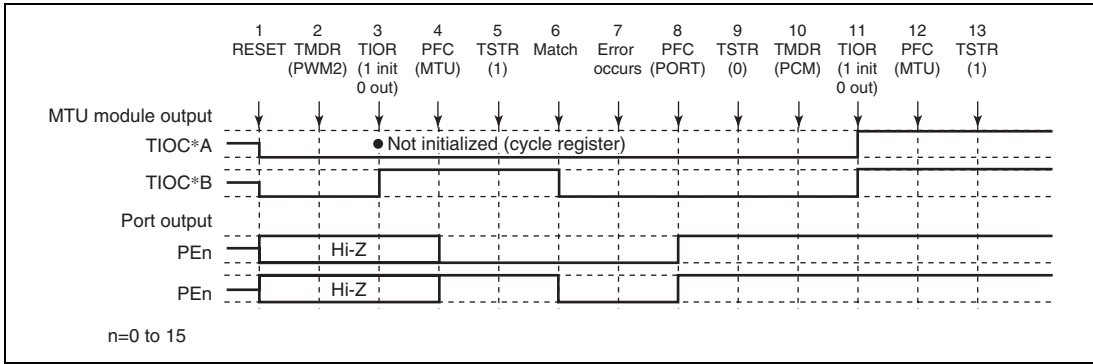 1 2 3 4 5 6 7 8 9 10 11 12 13
RESET TMDR TIOR PFC TSTR Match Error PFC TSTR TMDR TIOR PFC TSTR
(PWM2) (1 init (MTU) (1) occurs (PORT) (0) (PCM) (1 init (MTU) (1)
0 out) 0 out)
MTU module output
TIOC*A
● Not initialized (cycle register)
TIOC*B
Port output
PEn
Hi-Z
PEn
Hi-Z
n=0 to 15